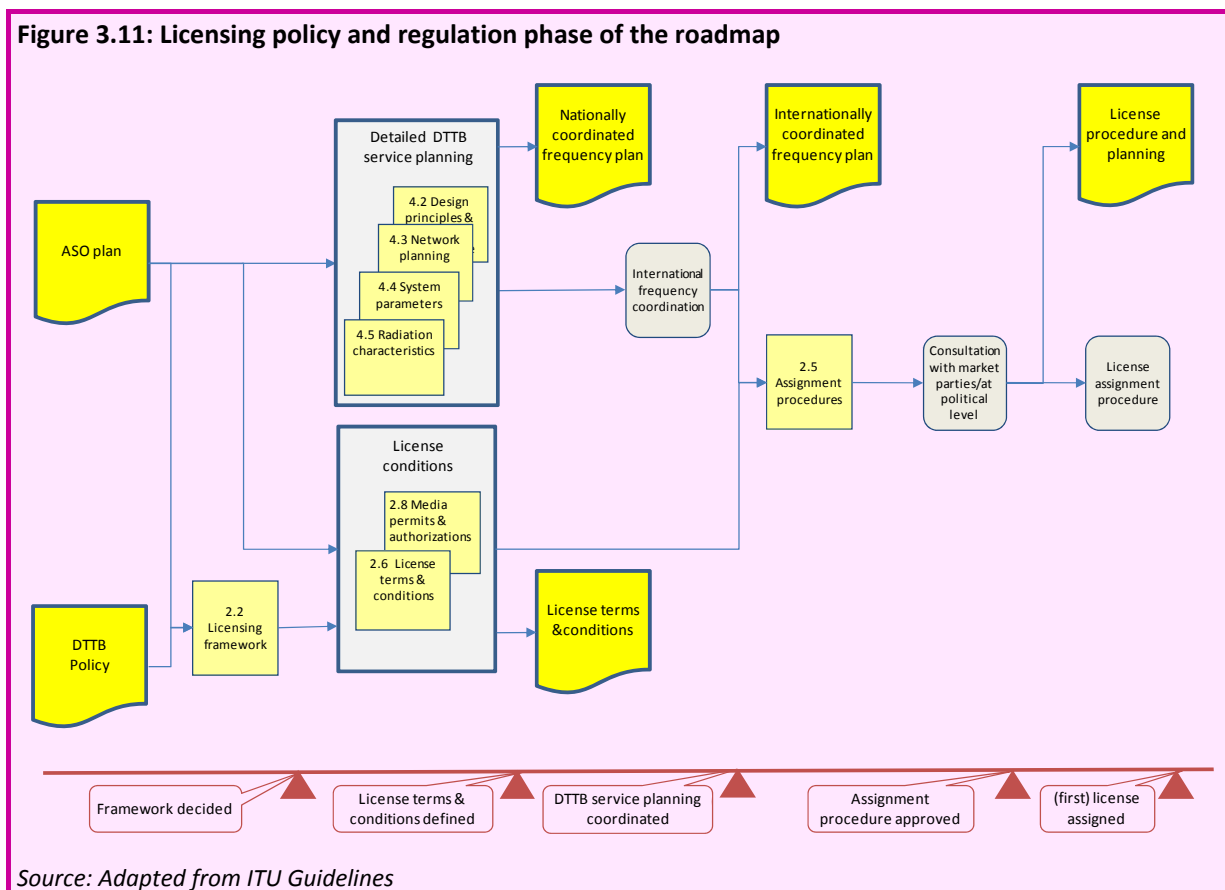 Figure 3.11: Licensing policy and regulation phase of the roadmap
Detailed DTTB
service planning
4.2 Design
principles &
e
4.3 Network
planning
4.4 System
parameters
4.5 Radiation
characteristics
Nationally
coordinated
frequency plan
Internationally
coordinated
frequency plan
License
procedure and
planning
ASO plan
International
frequency
coordination
2.5
Assignment
procedures
Consultation
with market
parties/at
political
level
License
assignment
procedure
License
conditions
2.8 Media
permits &
authorizations
2.6 License
terms &
conditions
DTTB
Policy
2.2
Licensing
framework
License terms
&conditions
Framework decided
License terms &
conditions defined
DTTB service planning
coordinated
Assignment
procedure approved
(first) license
assigned
Source: Adapted from ITU Guidelines